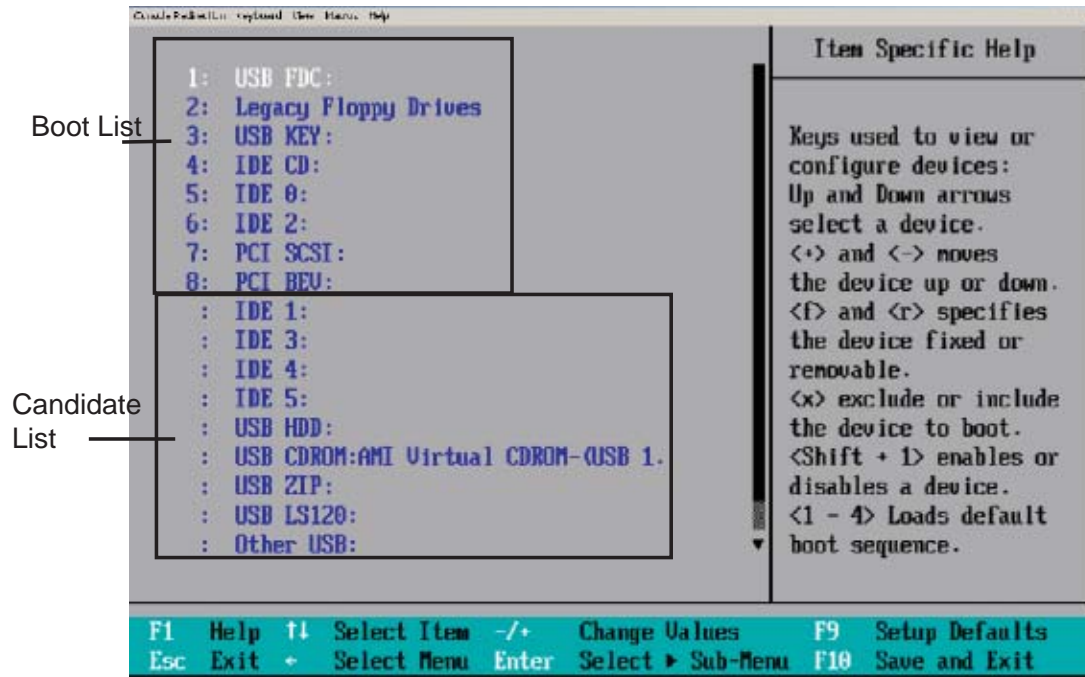 Console Redirection Keyboard View Macros Help
Item Specific Help
Boot List
1: USB FDC:
2: Legacy Floppy Drives
3: USB KEY:
4: IDE CD:
5: IDE 0:
6: IDE 2:
7: PCI SCSI:
8: PCI BEV:
Candidate
List
: IDE 1:
: IDE 3:
: IDE 4:
: IDE 5:
: USB HDD:
: USB CDROM:AMI Virtual CDROM-(USB 1.
: USB ZIP:
: USB LS120:
: Other USB:
Keys used to view or
configure devices:
Up and Down arrows
select a device.
<+> and <-> moves
the device up or down.
<f> and <r> specifies
the device fixed or
removable.
<x> exclude or include
the device to boot.
<Shift + 1> enables or
disables a device.
<1 - 4> Loads default
boot sequence.
F1 Help ↑↓ Select Item -/+ Change Values F9 Setup Defaults
Esc Exit ← Select Menu Enter Select ▶ Sub-Menu F10 Save and Exit